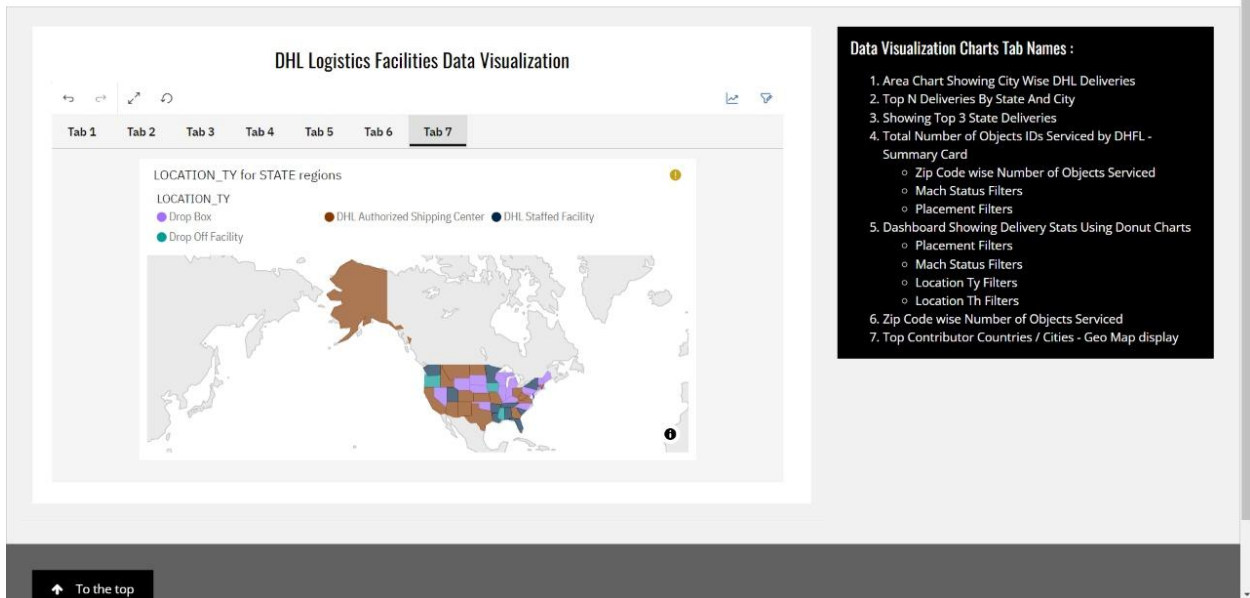 DHL Logistics Facilities Data Visualization
Tab 1 Tab 2 Tab 3 Tab 4 Tab 5 Tab 6 Tab 7
LOCATION_TY for STATE regions
LOCATION_TY
Drop Box DHL Authorized Shipping Center DHL Staffed Facility
Drop Off Facility
Data Visualization Charts Tab Names :
1. Area Chart Showing City Wise DHL Deliveries
2. Top N Deliveries By State And City
3. Showing Top 3 State Deliveries
4. Total Number of Objects IDs Serviced by DHFL -
Summary Card
Zip Code wise Number of Objects Serviced
Mach Status Filters
Placement Filters
5. Dashboard Showing Delivery Stats Using Donut Charts
Placement Filters
Mach Status Filters
Location Ty Filters
Location Th Filters
6. Zip Code wise Number of Objects Serviced
7. Top Contributor Countries / Cities - Geo Map display
To the top